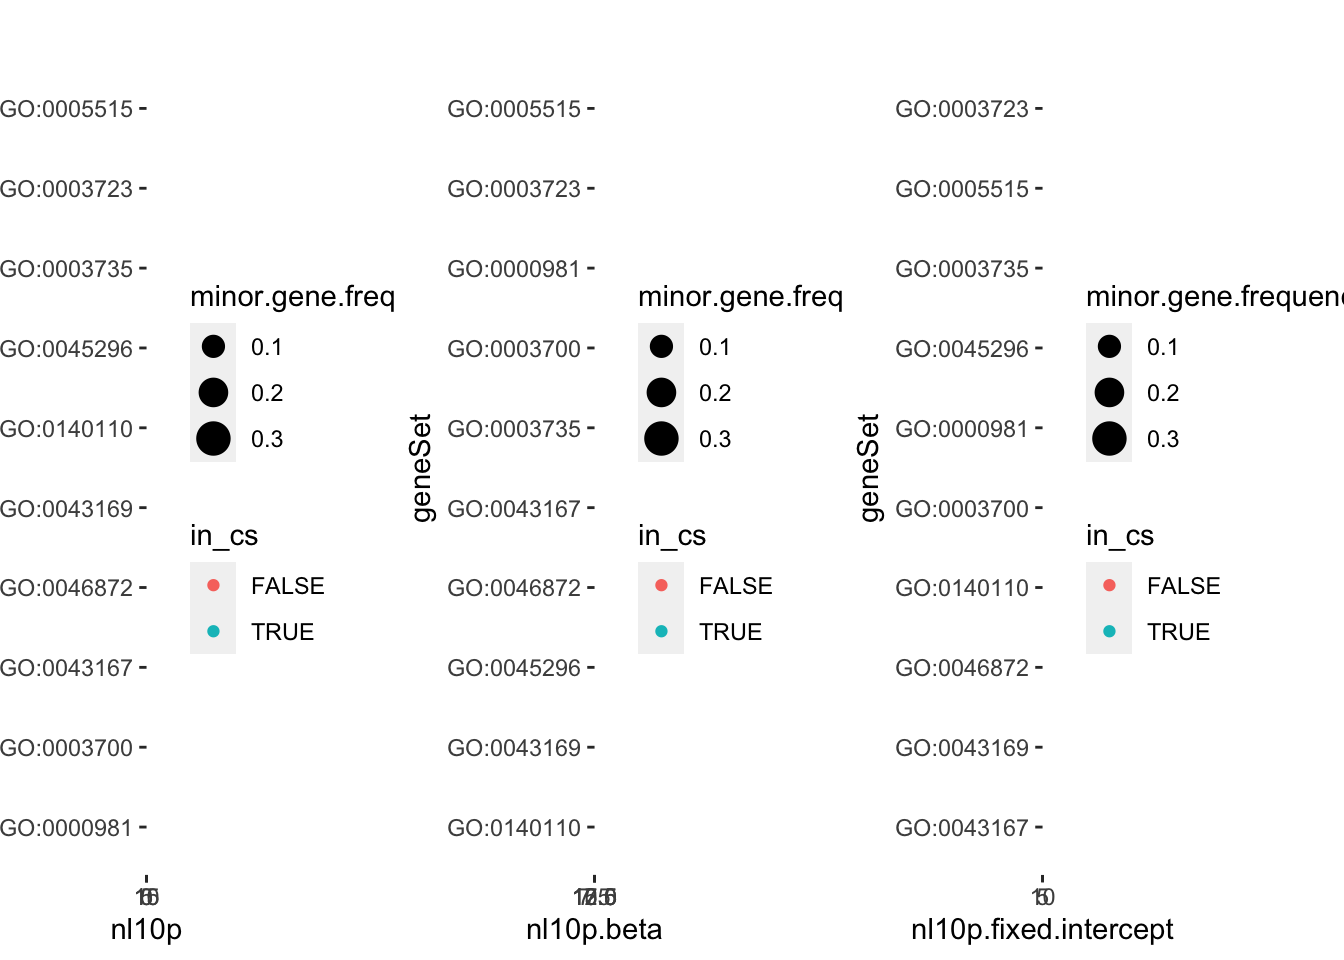 GO:0005515
GO:0003723
GO:0003735
GO:0045296
GO:0140110
GO:0043169
GO:0046872
GO:0043167
GO:0003700
GO:0000981
nl10p
minor.gene.freq
0.1
0.2
0.3
in_cs
FALSE
TRUE
geneSet
GO:0005515
GO:0003723
GO:0000981
GO:0003700
GO:0003735
GO:0043167
GO:0046872
GO:0045296
GO:0043169
GO:0140110
nl10p.beta
minor.gene.freq
0.1
0.2
0.3
in_cs
FALSE
TRUE
geneSet
GO:0003723
GO:0005515
GO:0003735
GO:0045296
GO:0000981
GO:0003700
GO:0140110
GO:0046872
GO:0043169
GO:0043167
nl10p.fixed.intercept
minor.gene.frequenc
0.1
0.2
0.3
in_cs
FALSE
TRUE